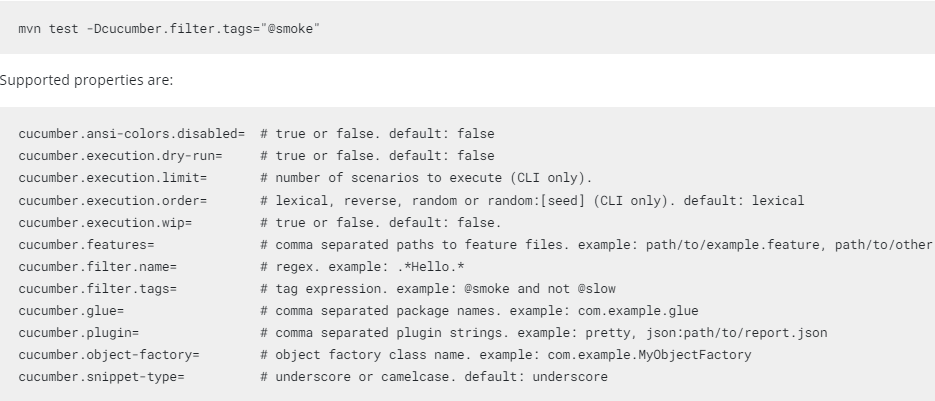 mvn test -Dcucumber.filter.tags="@smoke"
Supported properties are:
cucumber.ansi-colors.disabled=  # true or false. default: false
cucumber.execution.dry-run=     # true or false. default: false
cucumber.execution.limit=       # number of scenarios to execute (CLI only).
cucumber.execution.order=       # lexical, reverse, random or random:[seed] (CLI only). default: lexical
cucumber.execution.wip=         # true or false. default: false.
cucumber.features=              # comma separated paths to feature files. example: path/to/example.feature, path/to/other
cucumber.filter.name=           # regex. example: .*Hello.*
cucumber.filter.tags=           # tag expression. example: @smoke and not @slow
cucumber.glue=                  # comma separated package names. example: com.example.glue
cucumber.plugin=                # comma separated plugin strings. example: pretty, json:path/to/report.json
cucumber.object-factory=        # object factory class name. example: com.example.MyObjectFactory
cucumber.snippet-type=          # underscore or camelcase. default: underscore